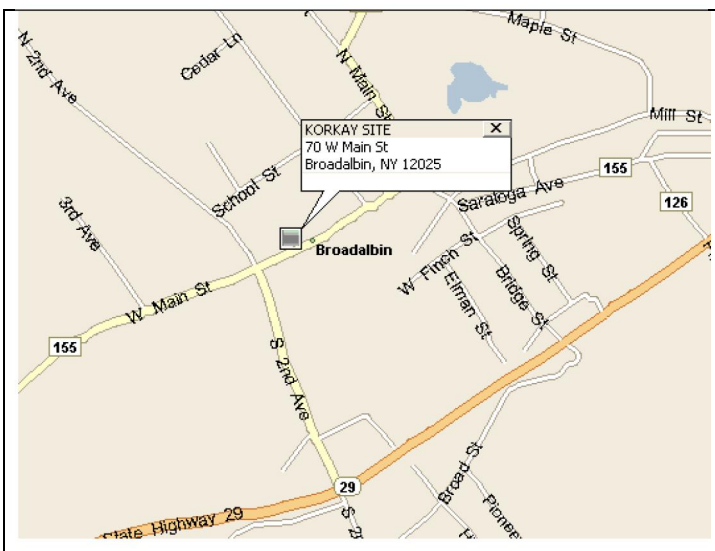 Maple St
N 2nd Ave
Cedar Ln
N Main St
Mill St
KORKAY SITE
70 W Main St
Broadalbin, NY 12025
155
School St
Saratoga Ave
126
3rd Ave
Broadalbin
W Finch St
Spring St
W Main St
Elman St
Bridge St
155
S 2nd Ave
29
Broad St
State Highway 29